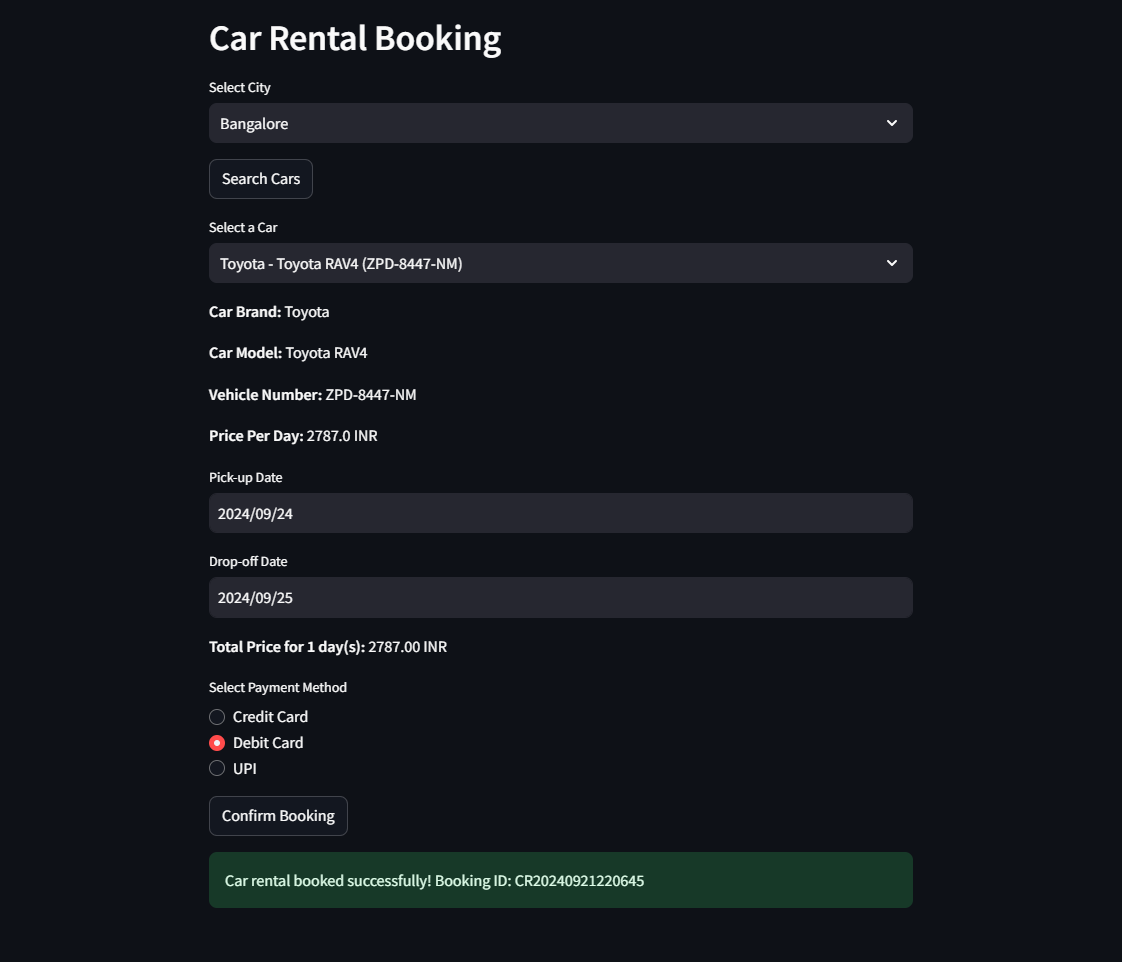 Car Rental Booking
Select City
Bangalore
Search Cars
Select a Car
Toyota - Toyota RAV4 (ZPD-8447-NM)
Car Brand: Toyota
Car Model: Toyota RAV4
Vehicle Number: ZPD-8447-NM
Price Per Day: 2787.0 INR
Pick-up Date
2024/09/24
Drop-off Date
2024/09/25
Total Price for 1 day(s): 2787.00 INR
Select Payment Method
Credit Card
Debit Card
UPI
Confirm Booking
Car rental booked successfully! Booking ID: CR20240921220645